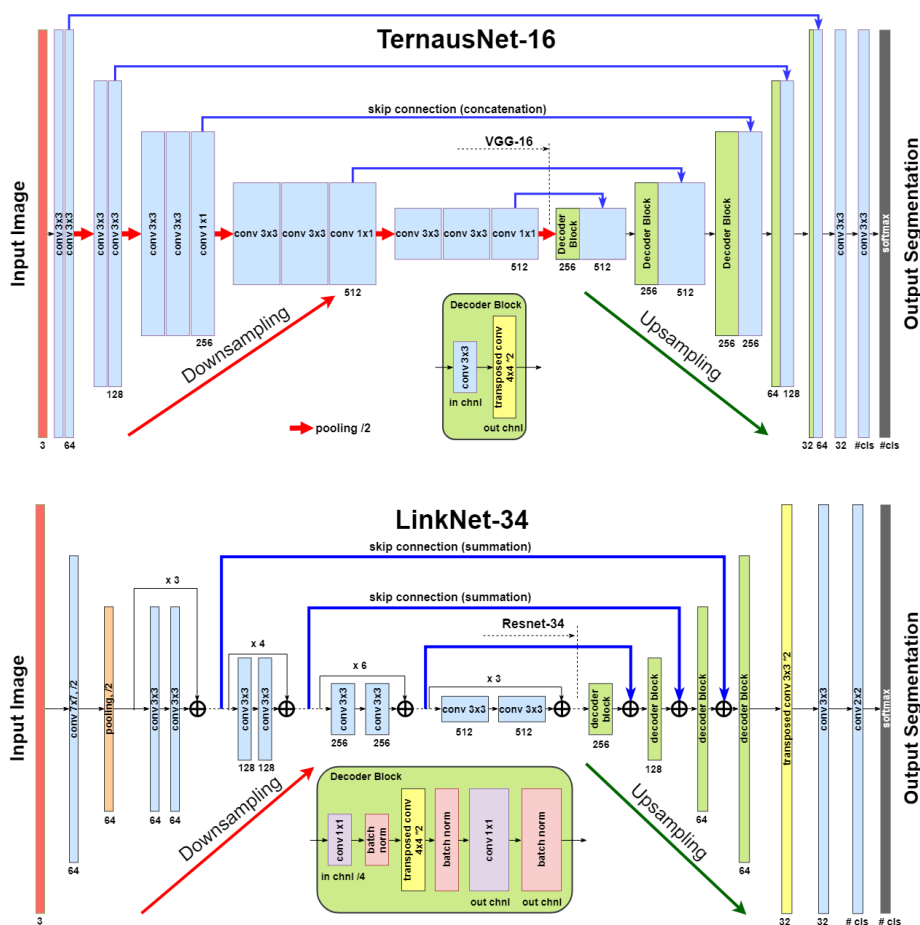 TernausNet-16
Input Image
3
conv 3x3
conv 3x3
64
conv 3x3
conv 3x3
128
conv 3x3
conv 3x3
conv 1x1
256
conv 3x3
conv 3x3
conv 1x1
512
conv 3x3
conv 3x3
conv 1x1
512
skip connection (concatenation)
VGG-16
Decoder
Block
256
512
Decoder Block
256
512
Decoder Block
256
256
64
128
32
64
conv 3x3
32
conv 3x3
#cls
softmax
#cls
Output Segmentation
Downsampling
Upsampling
pooling /2
Decoder Block
conv 3x3
in chnl
transposed conv
4x4 *2
out chnl
LinkNet-34
Input Image
3
conv 7x7, /2
64
pooling, /2
64
x 3
conv 3x3
conv 3x3
64
64
x 4
conv 3x3
conv 3x3
128
128
x 6
conv 3x3
conv 3x3
256
256
x 3
conv 3x3
conv 3x3
512
512
skip connection (summation)
skip connection (summation)
Resnet-34
decoder
block
256
decoder block
128
decoder block
64
decoder block
64
transposed conv 3x3 *2
32
conv 3x3
32
conv 2x2
# cls
softmax
# cls
Output Segmentation
Downsampling
Upsampling
Decoder Block
conv 1x1
in chnl /4
batch
norm
transposed conv
4x4 *2
batch norm
conv 1x1
out chnl
batch norm
out chnl